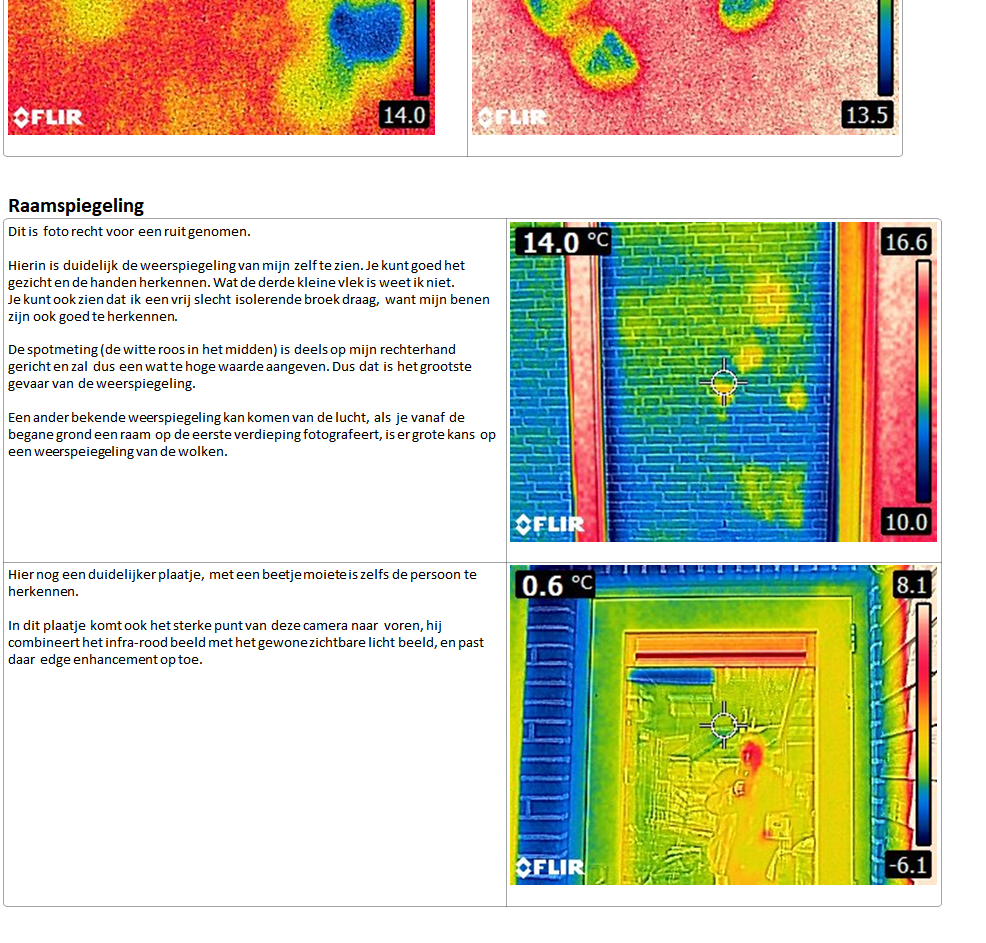 FLIR
14.0
FLIR
13.5
Raamspiegeling
Dit is foto recht voor een ruit genomen.
Hierin is duidelijk de weerspiegeling van mijn zelf te zien. Je kunt goed het
gezicht en de handen herkennen. Wat de derde kleine vlek is weet ik niet.
Je kunt ook zien dat ik een vrij slecht isolerende broek draag, want mijn benen
zijn ook goed te herkennen.
De spotmeting (de witte roos in het midden) is deels op mijn rechterhand
gericht en zal dus een wat te hoge waarde aangeven. Dus dat is het grootste
gevaar van de weerspiegeling.
Een ander bekende weerspiegeling kan komen van de lucht, als je vanaf de
begane grond een raam op de eerste verdieping fotografeert, is er grote kans op
een weerspeiegeling van de wolken.
14.0 °C
16.6
FLIR
10.0
Hier nog een duidelijker plaatje, met een beetje moiete is zelfs de persoon te
herkennen.
In dit plaatje komt ook het sterke punt van deze camera naar voren, hij
combineert het infra-rood beeld met het gewone zichtbare licht beeld, en past
daar edge enhancement op toe.
0.6 °C
8.1
FLIR
-6.1